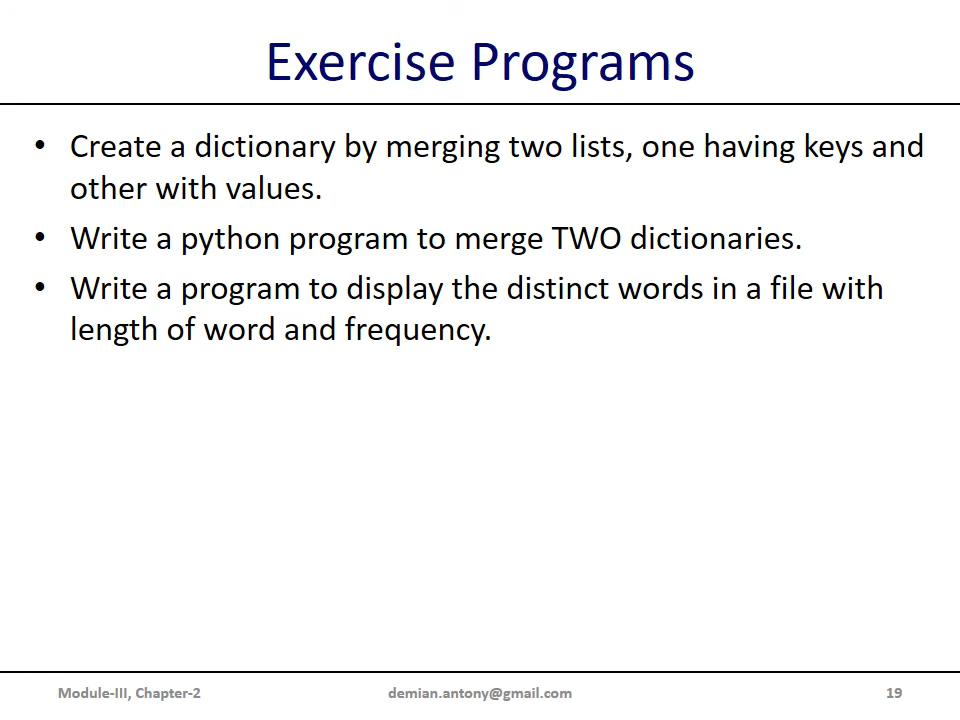 Exercise Programs
• Create a dictionary by merging two lists, one having keys and
other with values.
• Write a python program to merge TWO dictionaries.
• Write a program to display the distinct words in a file with
length of word and frequency.
Module-III, Chapter-2
demian.antony@gmail.com
19